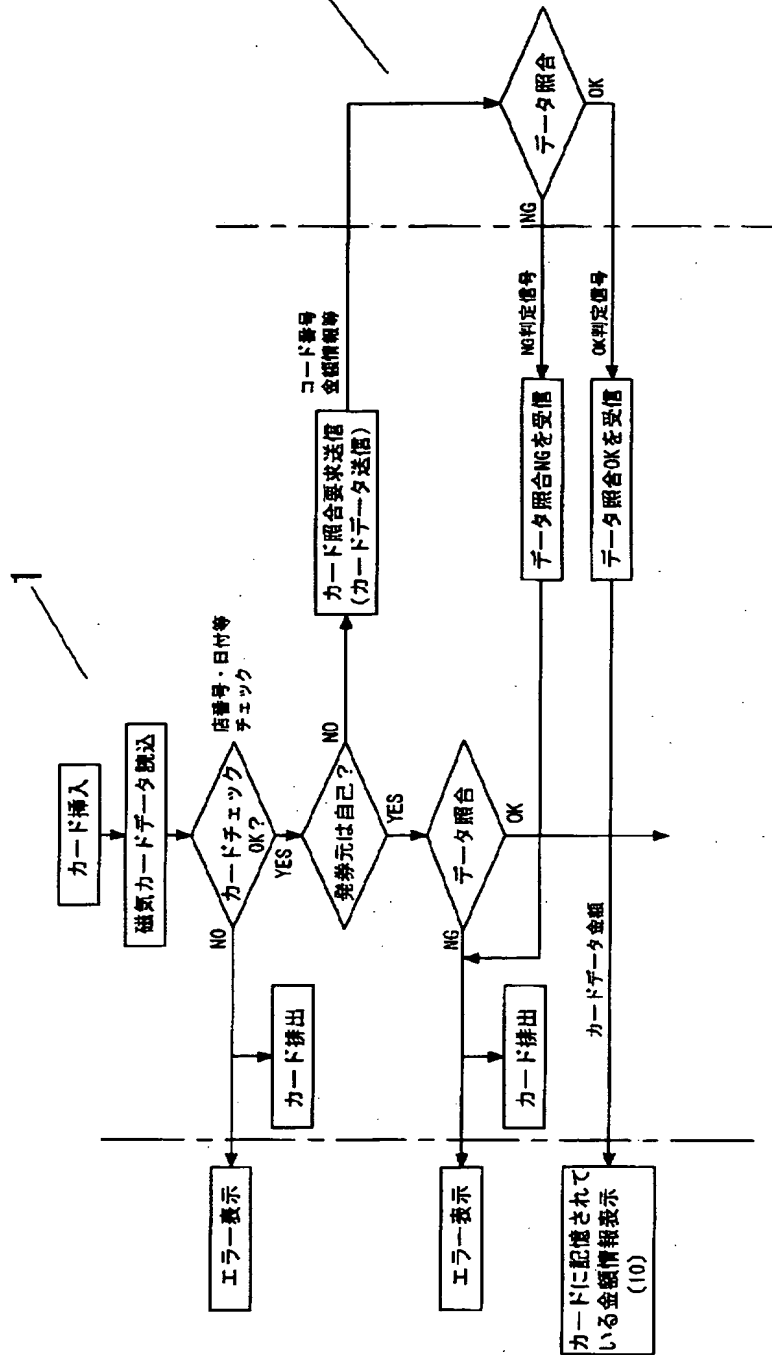 1
カード挿入
磁気カードデータ読込
カードチェック
OK?
店番号・日付等
チェック
NO
YES
エラー表示
カード排出
発券元は自己?
NO
YES
カード照合要求送信
(カードデータ送信)
コード番号
金額情報等
データ照合
NG
OK
データ照合
NG
OK
エラー表示
カード排出
NG判定信号
データ照合NGを受信
OK判定信号
データ照合OKを受信
カードデータ金額
カードに記憶されて
いる金額情報表示
(10)